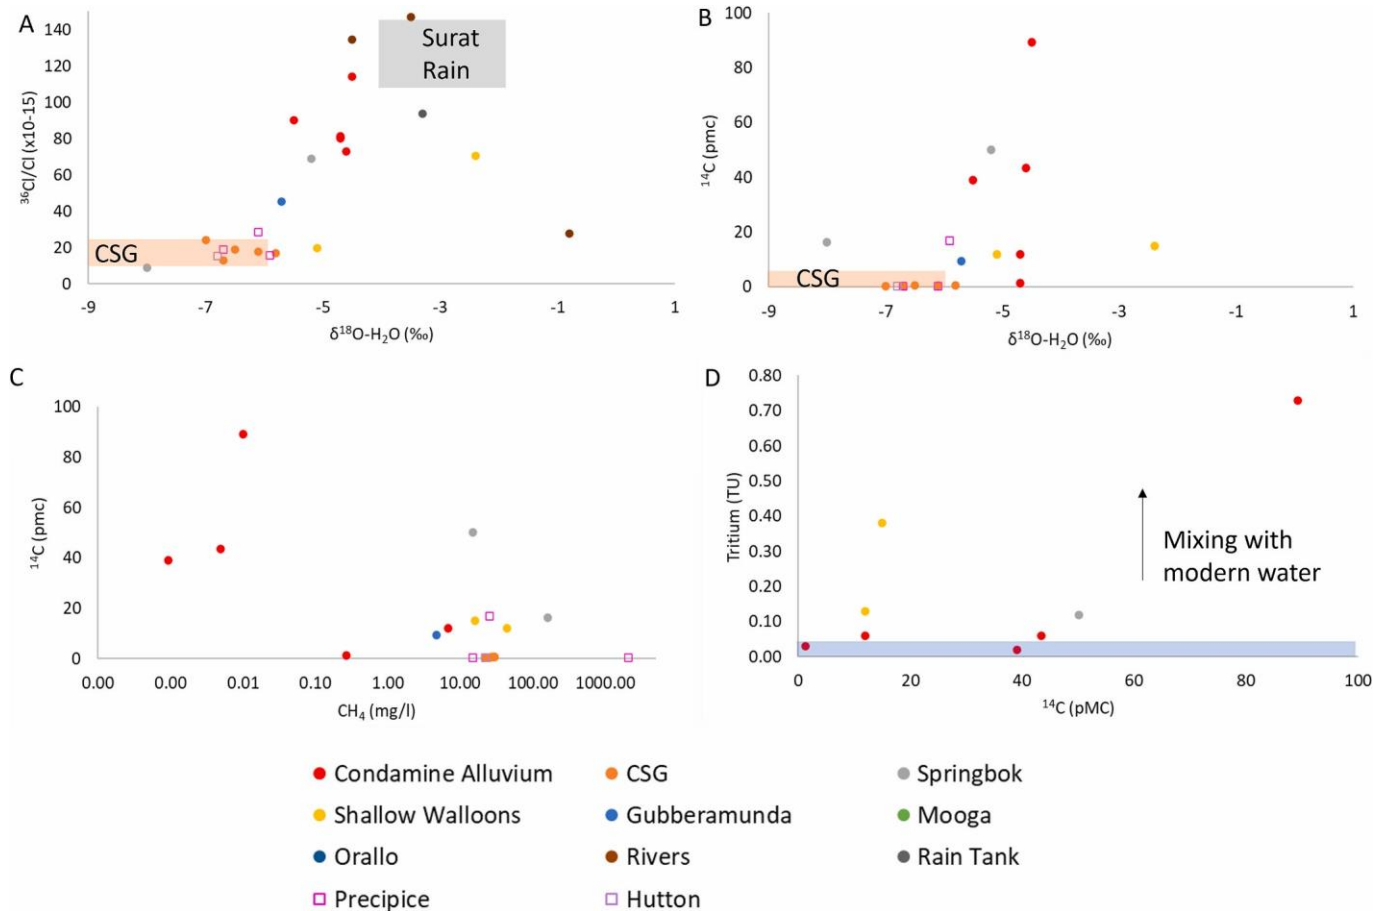 A
140
120
100
80
60
40
20
0
³⁶Cl/Cl (x10-15)
Surat
Rain
CSG
-9 -7 -5 -3 -1 1
δ¹⁸O-H₂O (‰)
B
100
80
60
40
20
0
¹⁴C (pmc)
CSG
-9 -7 -5 -3 -1 1
δ¹⁸O-H₂O (‰)
C
100
80
60
40
20
0
¹⁴C (pmc)
0.00 0.00 0.01 0.10 1.00 10.00 100.00 1000.00
CH₄ (mg/l)
D
0.80
0.70
0.60
0.50
0.40
0.30
0.20
0.10
0.00
Tritium (TU)
Mixing with
modern water
0 20 40 60 80 100
¹⁴C (pMC)
Condamine Alluvium CSG Springbok
Shallow Walloons Gubberamunda Mooga
Orallo Rivers Rain Tank
Precipice Hutton